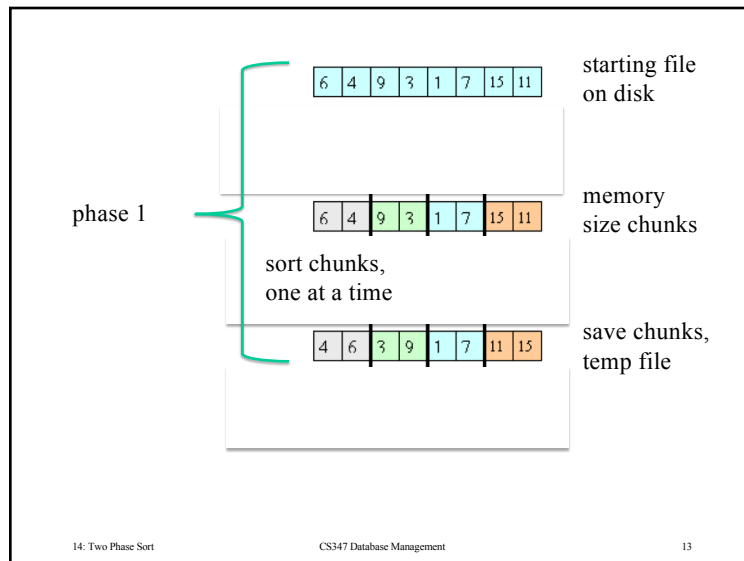 starting file
on disk
6 4 9 3 1 7 15 11
phase 1
memory
size chunks
6 4 9 3 1 7 15 11
sort chunks,
one at a time
save chunks,
temp file
4 6 3 9 1 7 11 15
14: Two Phase Sort
CS347 Database Management
13